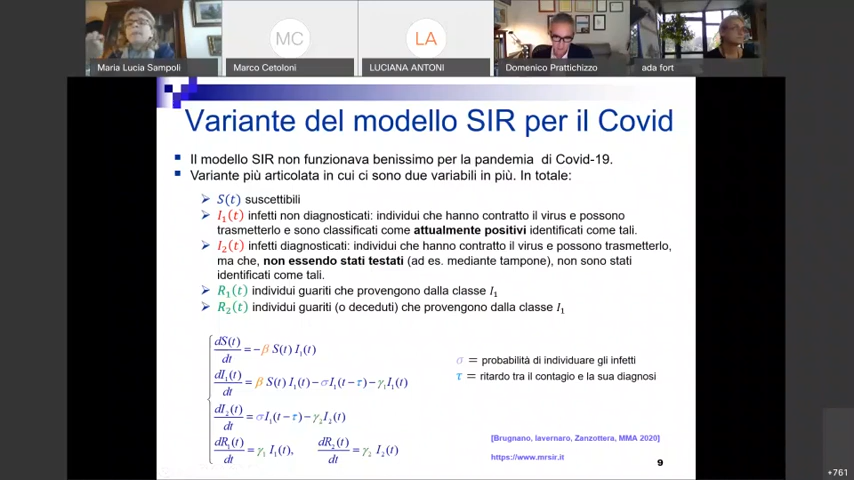 MC
LA
Maria Lucia Sampoli
Marco Cetoloni
LUCIANA ANTONI
Domenico Prattichizzo
ada fort
Variante del modello SIR per il Covid
Il modello SIR non funzionava benissimo per la pandemia di Covid-19.
Variante più articolata in cui ci sono due variabili in più. In totale:
S(t) suscettibili
I₁(t) infetti non diagnosticati: individui che hanno contratto il virus e possono
trasmetterlo e sono classificati come attualmente positivi identificati come tali.
I₂(t) infetti diagnosticati: individui che hanno contratto il virus e possono trasmetterlo,
ma che, non essendo stati testati (ad es. mediante tampone), non sono stati
identificati come tali.
R₁(t) individui guariti che provengono dalla classe I₁
R₂(t) individui guariti (o deceduti) che provengono dalla classe I₁
dS(t)/dt = −β S(t) I₁(t)
dI₁(t)/dt = β S(t) I₁(t) − σI₁(t−τ) − γ₁I₁(t)
dI₂(t)/dt = σI₁(t−τ) − γ₂I₂(t)
dR₁(t)/dt = γ₁ I₁(t), dR₂(t)/dt = γ₂ I₂(t)
σ = probabilità di individuare gli infetti
τ = ritardo tra il contagio e la sua diagnosi
[Brugnano, Iavernaro, Zanzottera, MMA 2020]
https://www.mrsir.it
9
+761